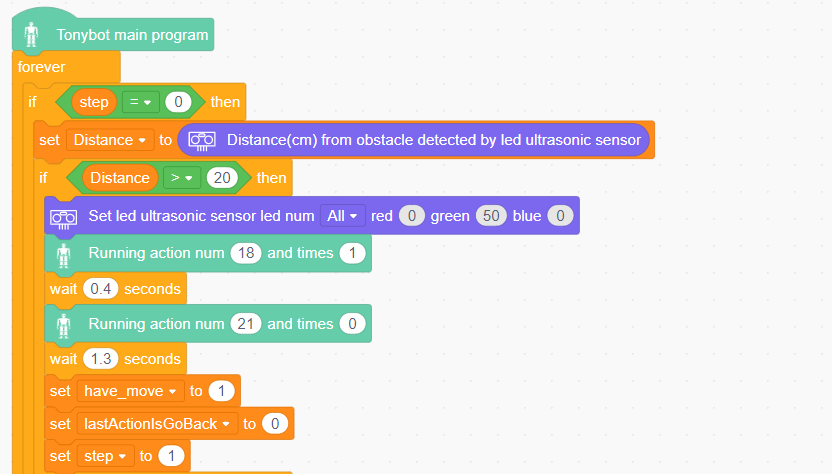 Tonybot main program
forever
if step = 0 then
set Distance to Distance(cm) from obstacle detected by led ultrasonic sensor
if Distance > 20 then
Set led ultrasonic sensor led num All red 0 green 50 blue 0
Running action num 18 and times 1
wait 0.4 seconds
Running action num 21 and times 0
wait 1.3 seconds
set have_move to 1
set lastActionIsGoBack to 0
set step to 1